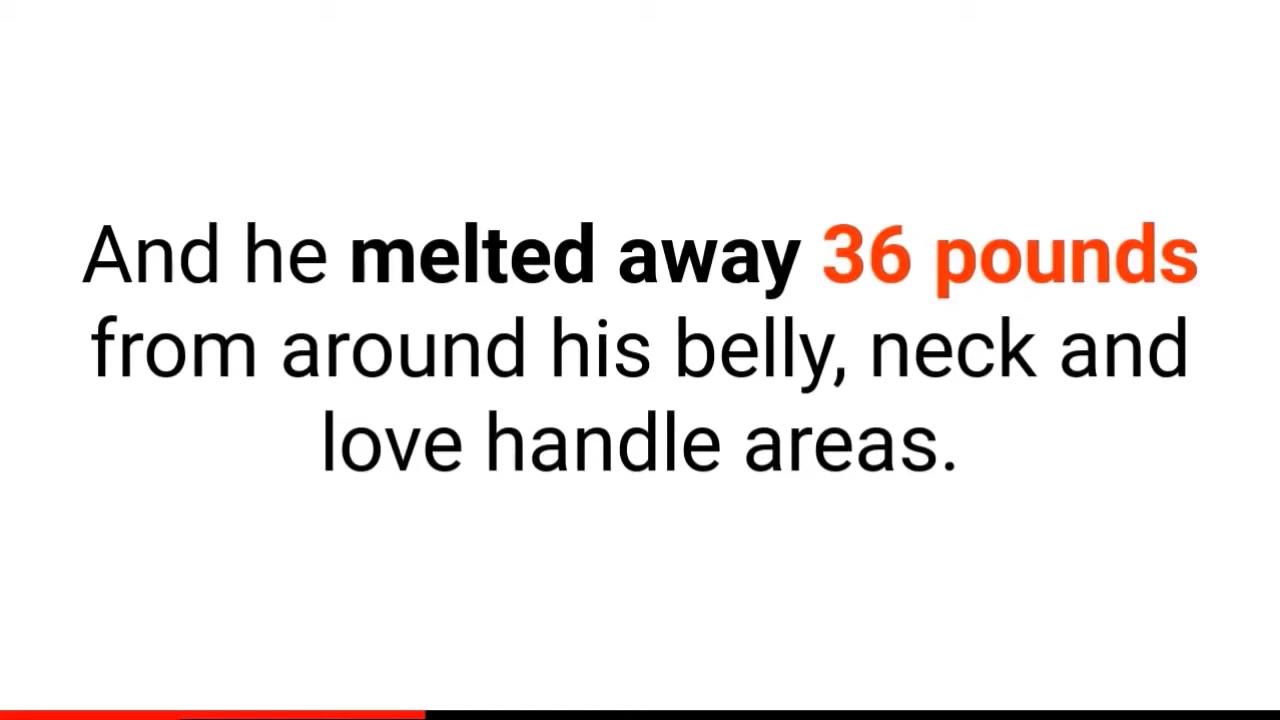 And he melted away 36 pounds
from around his belly, neck and
love handle areas.